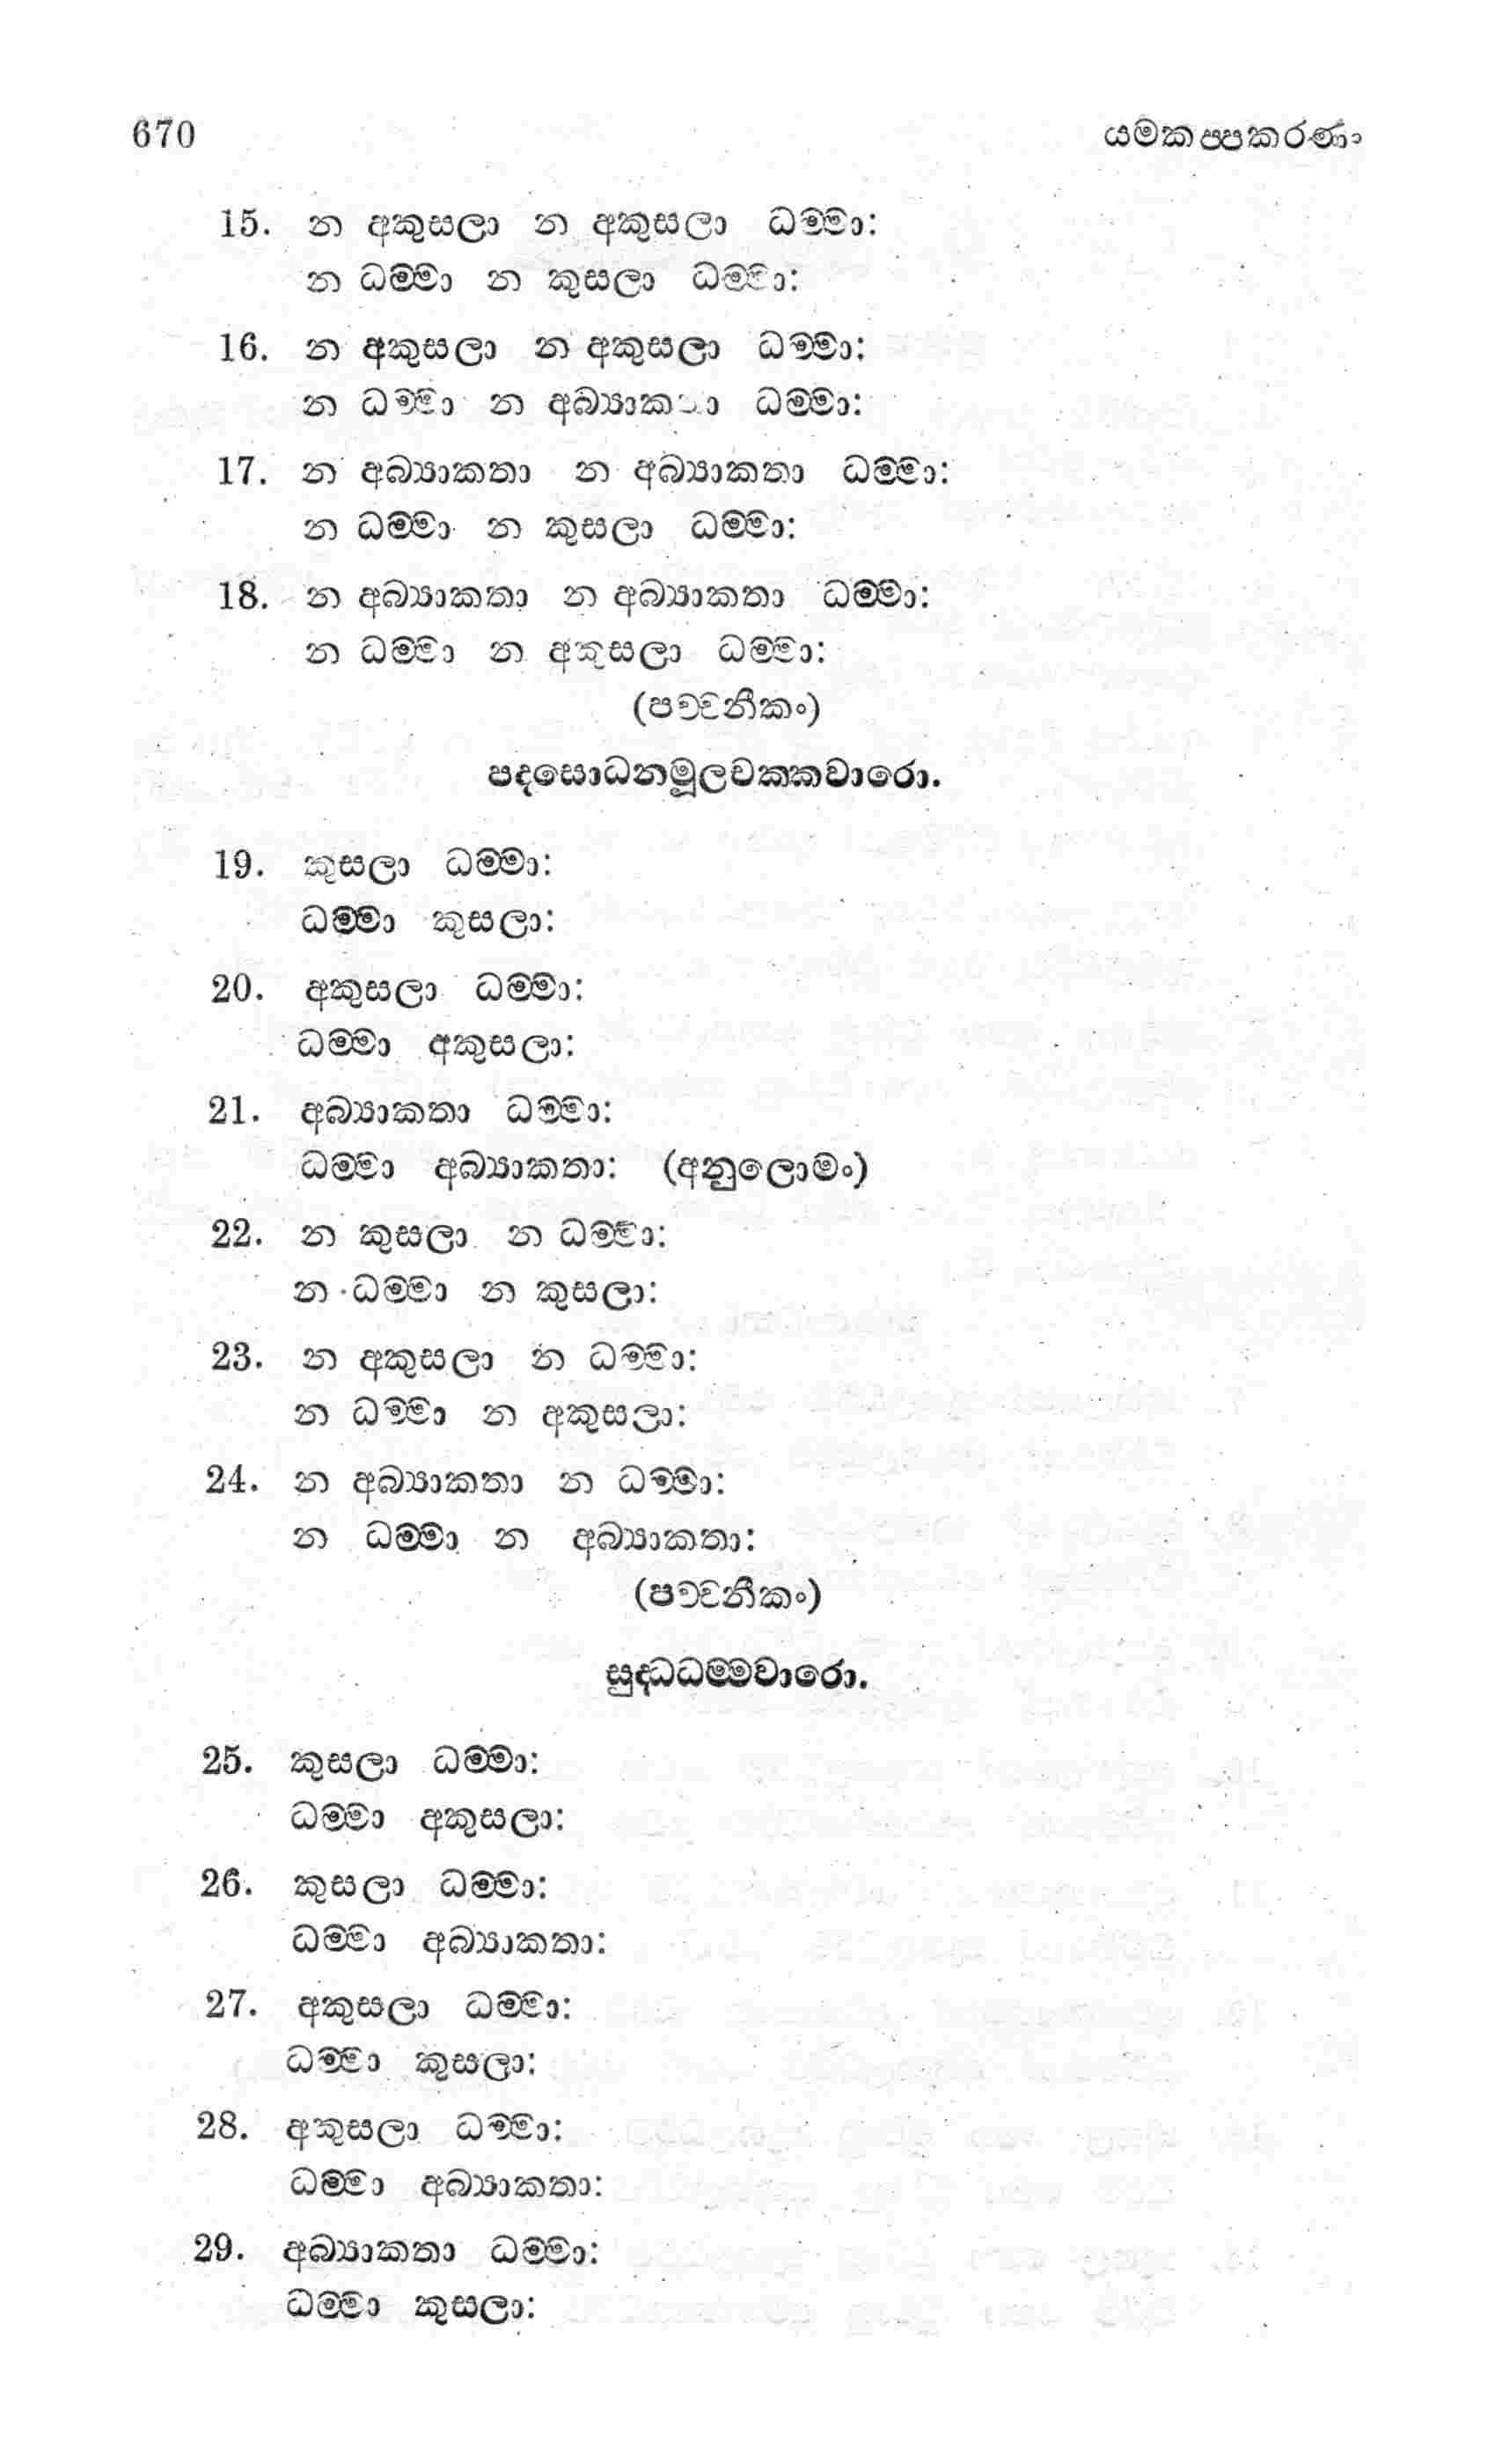 670 යමකප්පකරණං
15. න අකුසලා න අකුසලා ධම්මා:
න ධම්මා න කුසලා ධම්මා:
16. න අකුසලා න අකුසලා ධම්මා:
න ධම්මා න අබ්‍යාකතා ධම්මා:
17. න අබ්‍යාකතා න අබ්‍යාකතා ධම්මා:
න ධම්මා න කුසලා ධම්මා:
18. න අබ්‍යාකතා න අබ්‍යාකතා ධම්මා:
න ධම්මා න අකුසලා ධම්මා:
(පච්චනීකං)
පදසොධනමූලචක්කවාරො.
19. කුසලා ධම්මා:
ධම්මා කුසලා:
20. අකුසලා ධම්මා:
ධම්මා අකුසලා:
21. අබ්‍යාකතා ධම්මා:
ධම්මා අබ්‍යාකතා: (අනුලොමං)
22. න කුසලා න ධම්මා:
න ධම්මා න කුසලා:
23. න අකුසලා න ධම්මා:
න ධම්මා න අකුසලා:
24. න අබ්‍යාකතා න ධම්මා:
න ධම්මා න අබ්‍යාකතා:
(පච්චනීකං)
සුද්ධධම්මවාරො.
25. කුසලා ධම්මා:
ධම්මා අකුසලා:
26. කුසලා ධම්මා:
ධම්මා අබ්‍යාකතා:
27. අකුසලා ධම්මා:
ධම්මා කුසලා:
28. අකුසලා ධම්මා:
ධම්මා අබ්‍යාකතා:
29. අබ්‍යාකතා ධම්මා:
ධම්මා කුසලා: